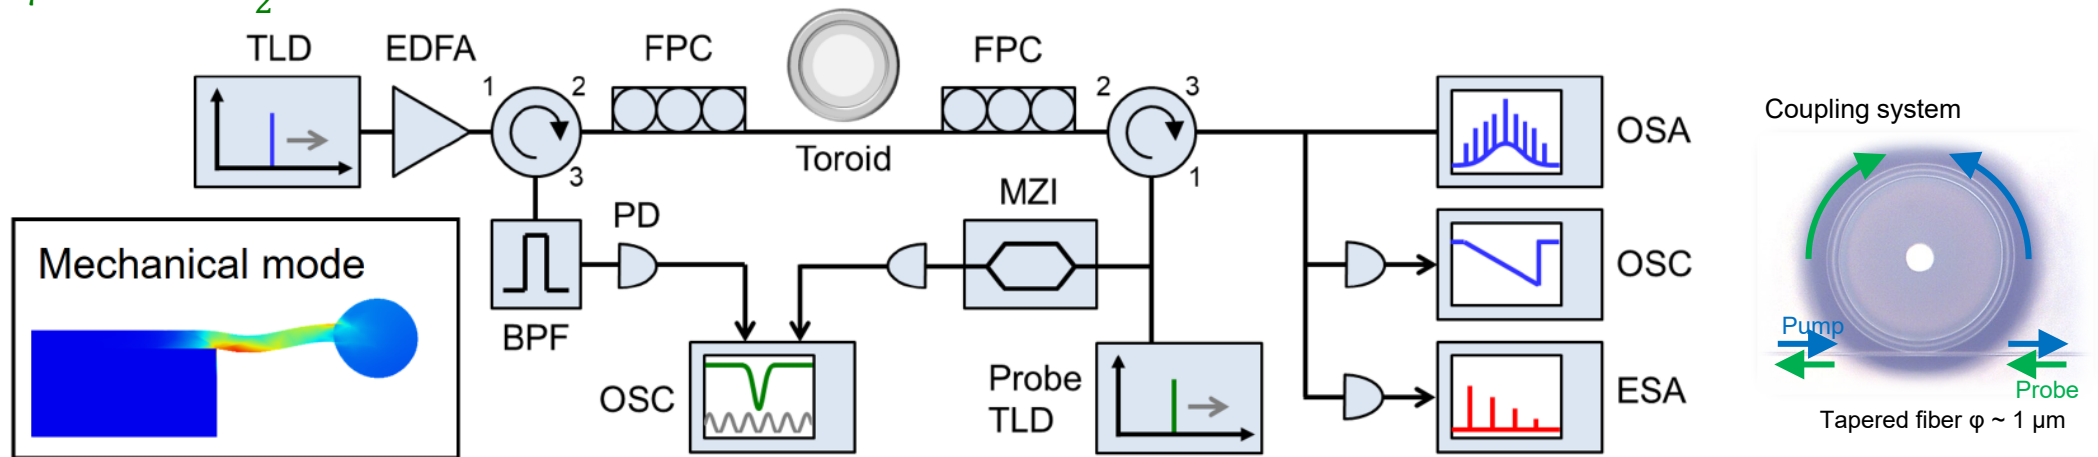 2
TLD
EDFA
FPC
FPC
1
2
3
2
3
1
Toroid
OSA
Mechanical mode
PD
BPF
MZI
OSC
OSC
Probe
TLD
ESA
Coupling system
Pump
Probe
Tapered fiber φ ~ 1 μm